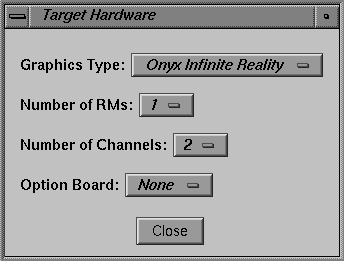 Target Hardware
Graphics Type: Onyx Infinite Reality
Number of RMs: 1
Number of Channels: 2
Option Board: None
Close